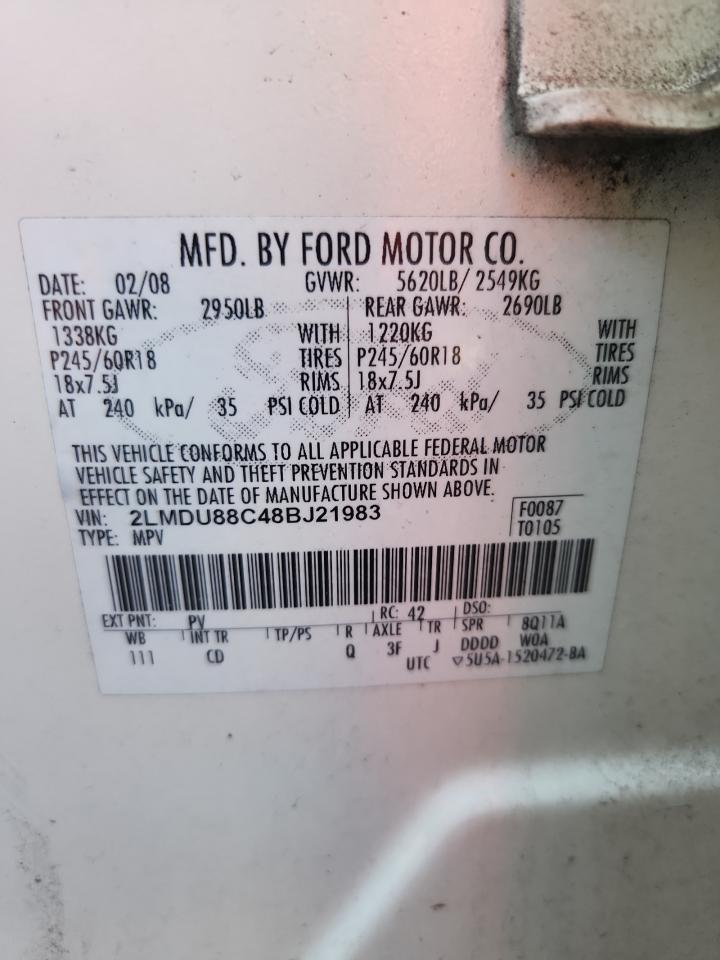 MFD. BY FORD MOTOR CO.
DATE: 02/08 GVWR: 5620LB/ 2549KG
FRONT GAWR: 2950LB REAR GAWR: 2690LB
1338KG WITH 1220KG WITH
P245/60R18 TIRES P245/60R18 TIRES
18x7.5J RIMS 18x7.5J RIMS
AT 240 kPa/ 35 PSI COLD AT 240 kPa/ 35 PSI COLD
THIS VEHICLE CONFORMS TO ALL APPLICABLE FEDERAL MOTOR
VEHICLE SAFETY AND THEFT PREVENTION STANDARDS IN
EFFECT ON THE DATE OF MANUFACTURE SHOWN ABOVE.
VIN: 2LMDU88C48BJ21983 F0087
TYPE: MPV T0105
EXT PNT: PV RC: 42 DSO:
WB INT TR TP/PS R AXLE TR SPR 8Q11A
111 CD Q 3F J DDDD W0A
UTC ▽5U5A-1520472-BA